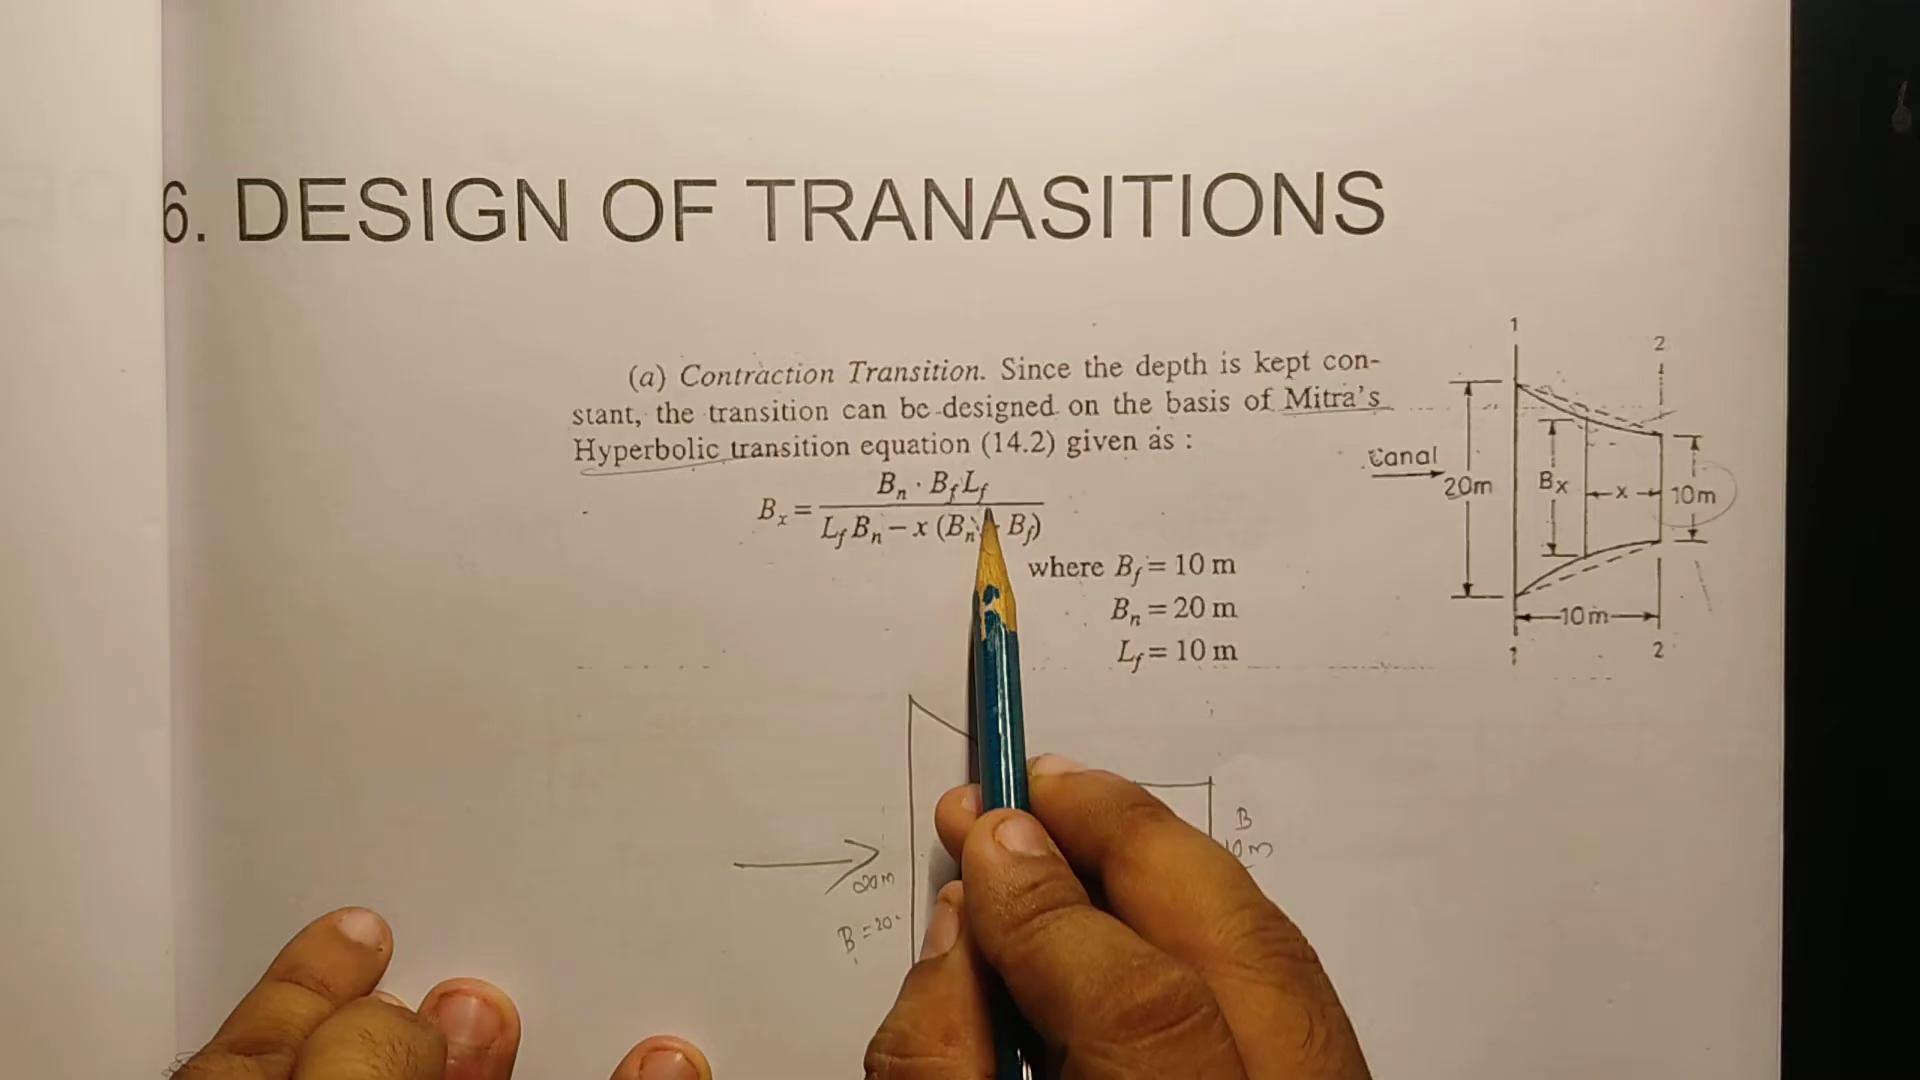 6. DESIGN OF TRANASITIONS
(a) Contraction Transition. Since the depth is kept con-
stant, the transition can be designed on the basis of Mitra's
Hyperbolic transition equation (14.2) given as :
B_x = B_n . B_f L_f / L_f B_n − x (B_n − B_f)
where B_f = 10 m
B_n = 20 m
L_f = 10 m
1
2
Canal
20m
B_x
x
10m
10m
1
2
20m
B = 20
B
10m